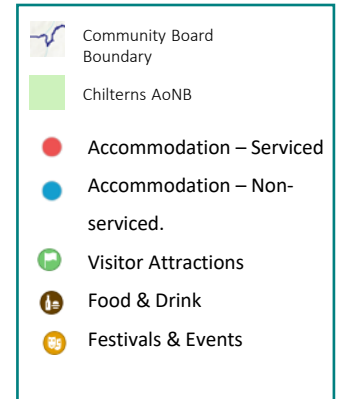 Community Board
Boundary
Chilterns AoNB
Accommodation – Serviced
Accommodation – Non-
serviced.
Visitor Attractions
Food & Drink
Festivals & Events